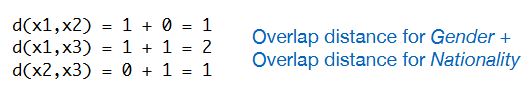 d(x1,x2) = 1 + 0 = 1
d(x1,x3) = 1 + 1 = 2
d(x2,x3) = 0 + 1 = 1
Overlap distance for Gender +
Overlap distance for Nationality